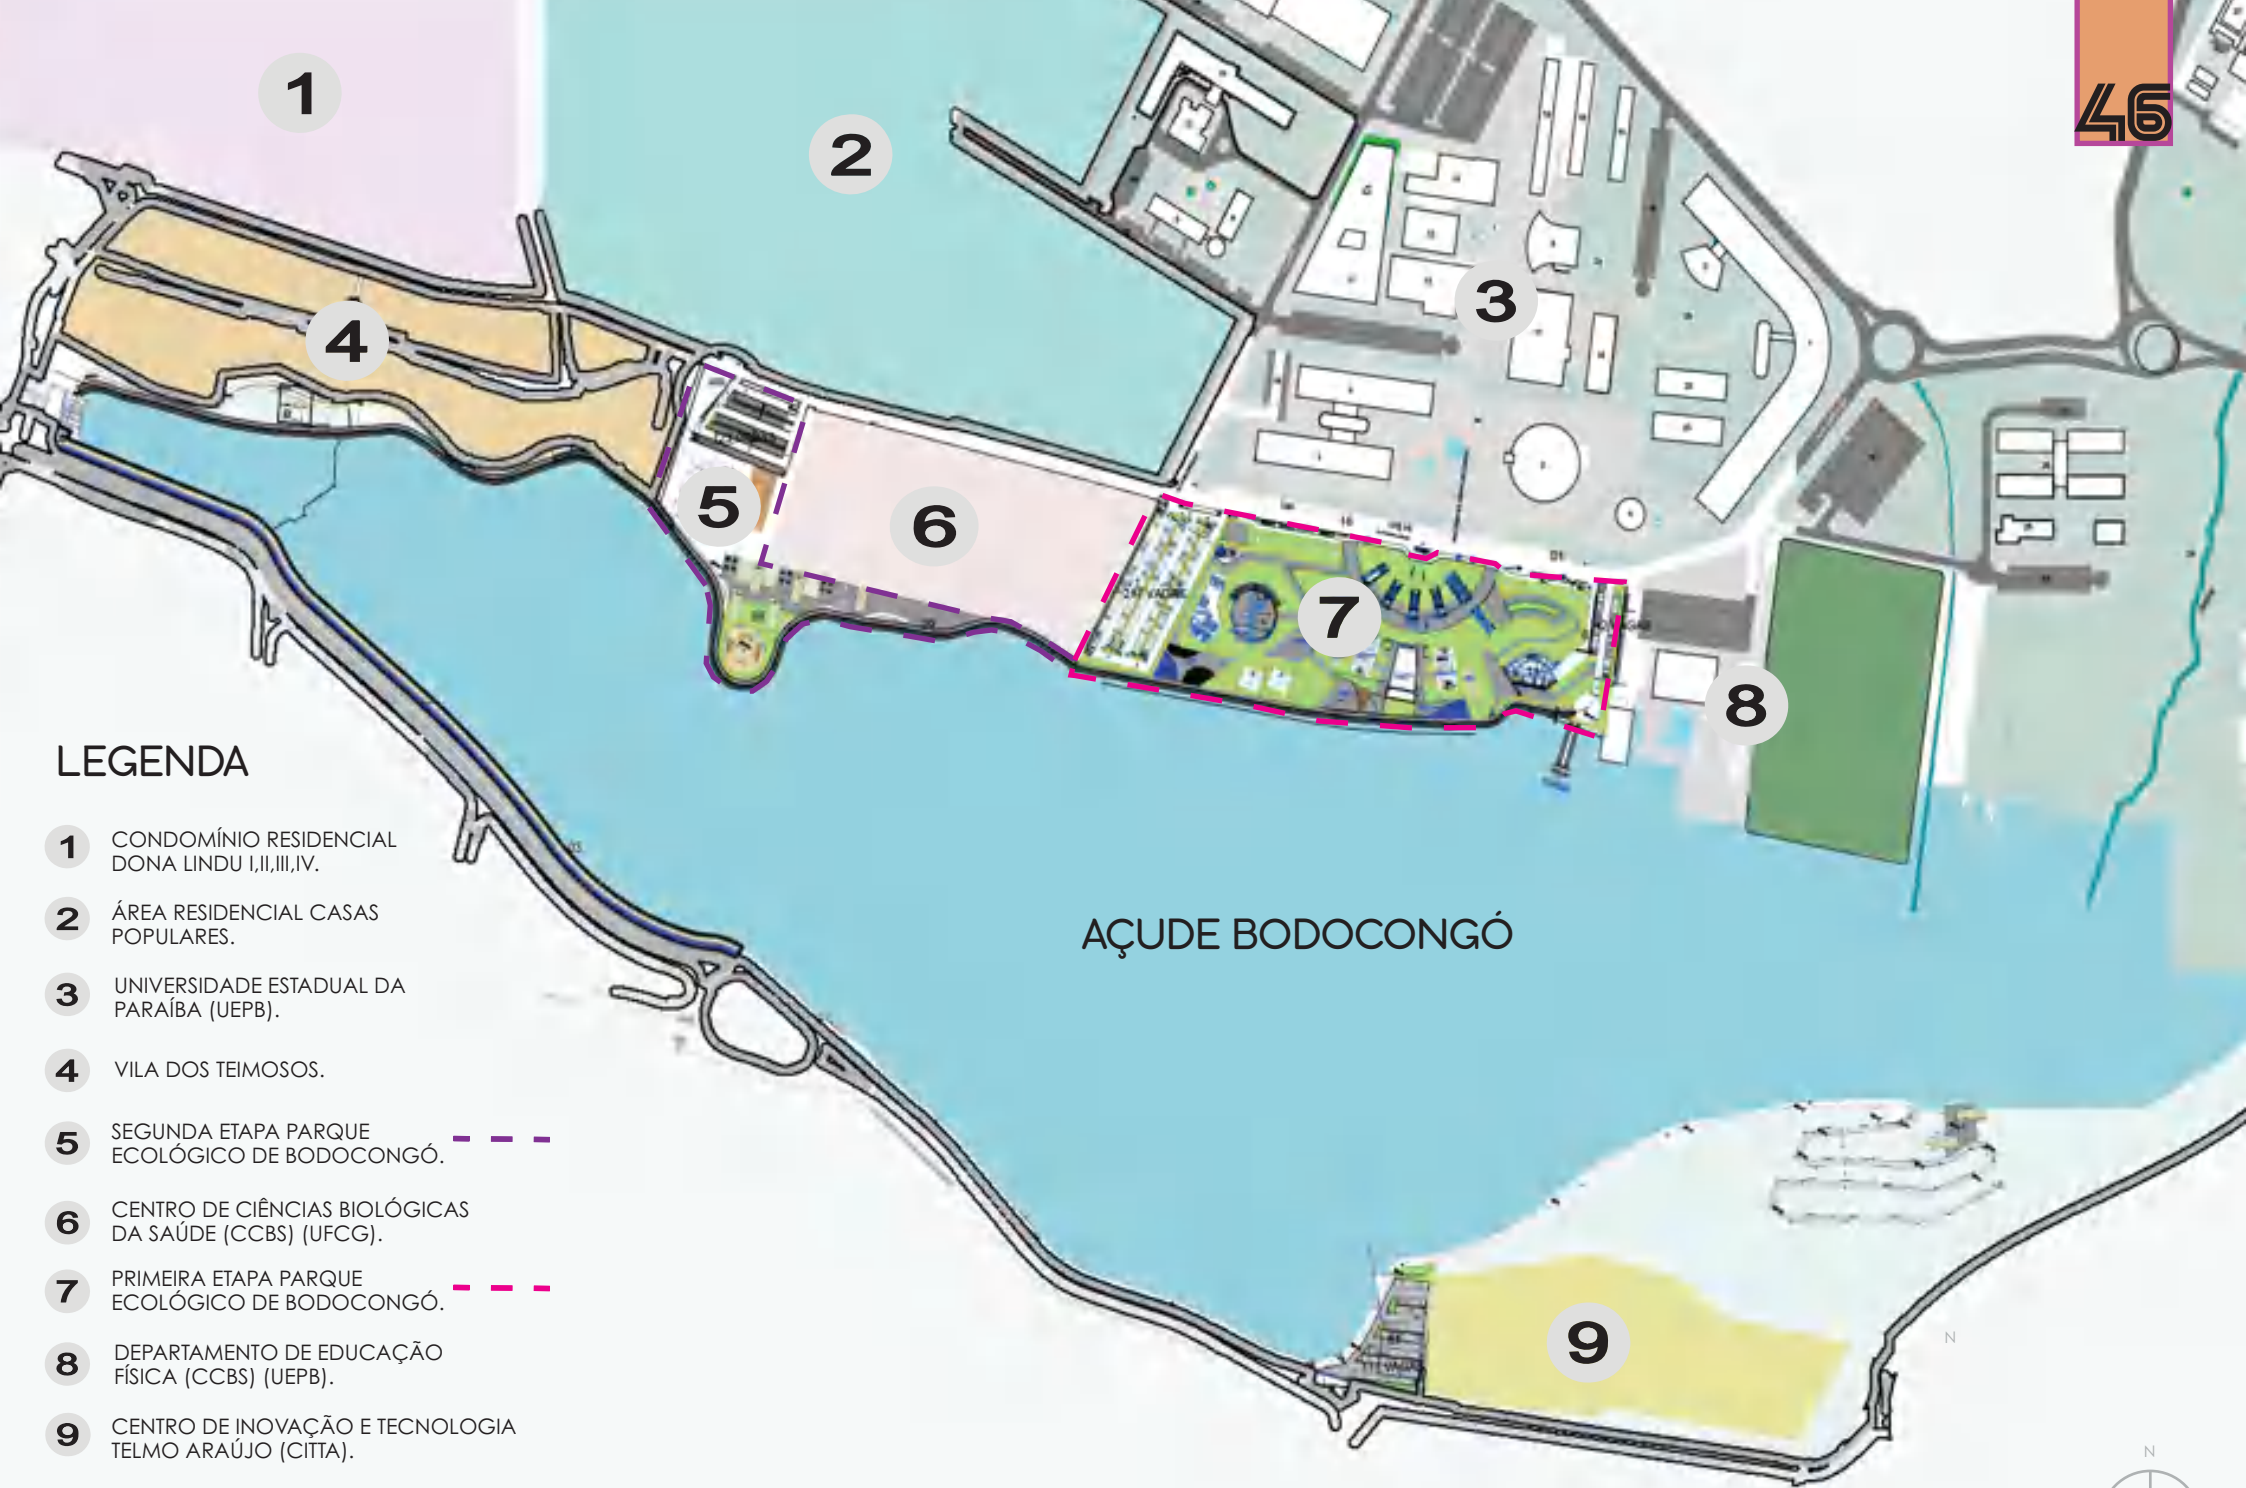 46
1
2
3
4
5
6
7
8
9
AÇUDE BODOCONGÓ
LEGENDA
1 CONDOMÍNIO RESIDENCIAL
DONA LINDU I,II,III,IV.
2 ÁREA RESIDENCIAL CASAS
POPULARES.
3 UNIVERSIDADE ESTADUAL DA
PARAÍBA (UEPB).
4 VILA DOS TEIMOSOS.
5 SEGUNDA ETAPA PARQUE
ECOLÓGICO DE BODOCONGÓ.
6 CENTRO DE CIÊNCIAS BIOLÓGICAS
DA SAÚDE (CCBS) (UFCG).
7 PRIMEIRA ETAPA PARQUE
ECOLÓGICO DE BODOCONGÓ.
8 DEPARTAMENTO DE EDUCAÇÃO
FÍSICA (CCBS) (UEPB).
9 CENTRO DE INOVAÇÃO E TECNOLOGIA
TELMO ARAÚJO (CITTA).
N
N